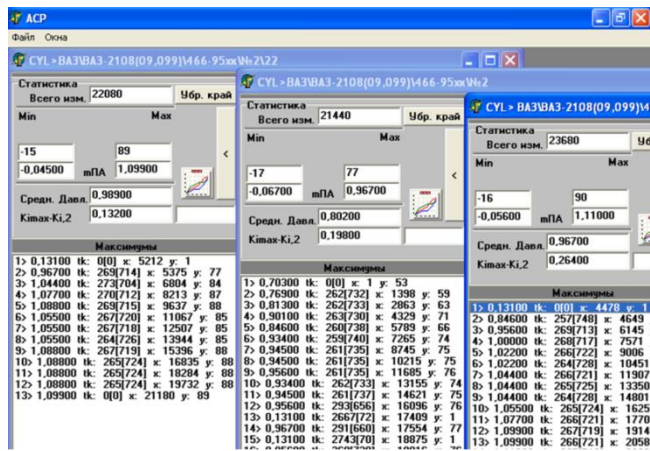 ACP
Файл Окна
CYL > ВАЗ\ВАЗ-2108(09,099)\466-95хх\№2\22
Статистика
Всего изм. 22080 Убр. край
Min Max
-15 89
-0,04500 мПА 1,09900 <
Средн. Давл. 0,98900
Kimax-Ki,2 0,13200
Максимумы
1> 0,13100 tk: 0[0] x: 5212 y: 1
2> 0,96700 tk: 269[714] x: 5375 y: 77
3> 1,04400 tk: 273[704] x: 6804 y: 84
4> 1,07700 tk: 270[712] x: 8213 y: 87
5> 1,08800 tk: 269[715] x: 9637 y: 88
6> 1,05500 tk: 267[720] x: 11067 y: 85
7> 1,05500 tk: 267[718] x: 12507 y: 85
8> 1,05500 tk: 264[726] x: 13944 y: 85
9> 1,08800 tk: 267[719] x: 15396 y: 88
10> 1,08800 tk: 265[724] x: 16835 y: 88
11> 1,08800 tk: 265[724] x: 18284 y: 88
12> 1,08800 tk: 265[724] x: 19732 y: 88
13> 1,09900 tk: 0[0] x: 21180 y: 89
CYL > ВАЗ\ВАЗ-2108(09,099)\466-95хх\№2
Статистика
Всего изм. 21440 Убр. край
Min Max
-17 77
-0,06700 мПА 0,96700 <
Средн. Давл. 0,80200
Kimax-Ki,2 0,19800
Максимумы
1> 0,70300 tk: 0[0] x: 1 y: 53
2> 0,76900 tk: 262[732] x: 1398 y: 59
3> 0,81300 tk: 262[733] x: 2863 y: 63
4> 0,90100 tk: 263[730] x: 4329 y: 71
5> 0,84600 tk: 260[738] x: 5789 y: 66
6> 0,93400 tk: 259[740] x: 7265 y: 74
7> 0,94500 tk: 261[735] x: 8745 y: 75
8> 0,94500 tk: 261[735] x: 10215 y: 75
9> 0,95600 tk: 261[735] x: 11685 y: 76
10> 0,93400 tk: 262[733] x: 13155 y: 74
11> 0,94500 tk: 261[737] x: 14621 y: 75
12> 0,95600 tk: 293[656] x: 16096 y: 76
13> 0,13100 tk: 2667[72] x: 17409 y: 1
14> 0,96700 tk: 291[660] x: 17554 y: 77
15> 0,13100 tk: 2743[70] x: 18875 y: 1
CYL > ВАЗ\ВАЗ-2108(09,099)\4
Статистика
Всего изм. 23680
Min Max
-16 90
-0,05600 мПА 1,11000
Средн. Давл. 0,96700
Kimax-Ki,2 0,26400
Максимумы
1> 0,13100 tk: 0[0] x: 4478 y: 1
2> 0,84600 tk: 257[748] x: 4649
3> 0,95600 tk: 269[713] x: 6145
4> 1,00000 tk: 268[717] x: 7571
5> 1,02200 tk: 266[722] x: 9006
6> 1,02200 tk: 264[728] x: 10451
7> 1,04400 tk: 266[721] x: 11907
8> 1,04400 tk: 265[725] x: 13350
9> 1,04400 tk: 264[728] x: 14801
10> 1,05500 tk: 265[724] x: 1625
11> 1,07700 tk: 266[722] x: 1770
12> 1,09900 tk: 267[719] x: 1914
13> 1,09900 tk: 266[721] x: 2058